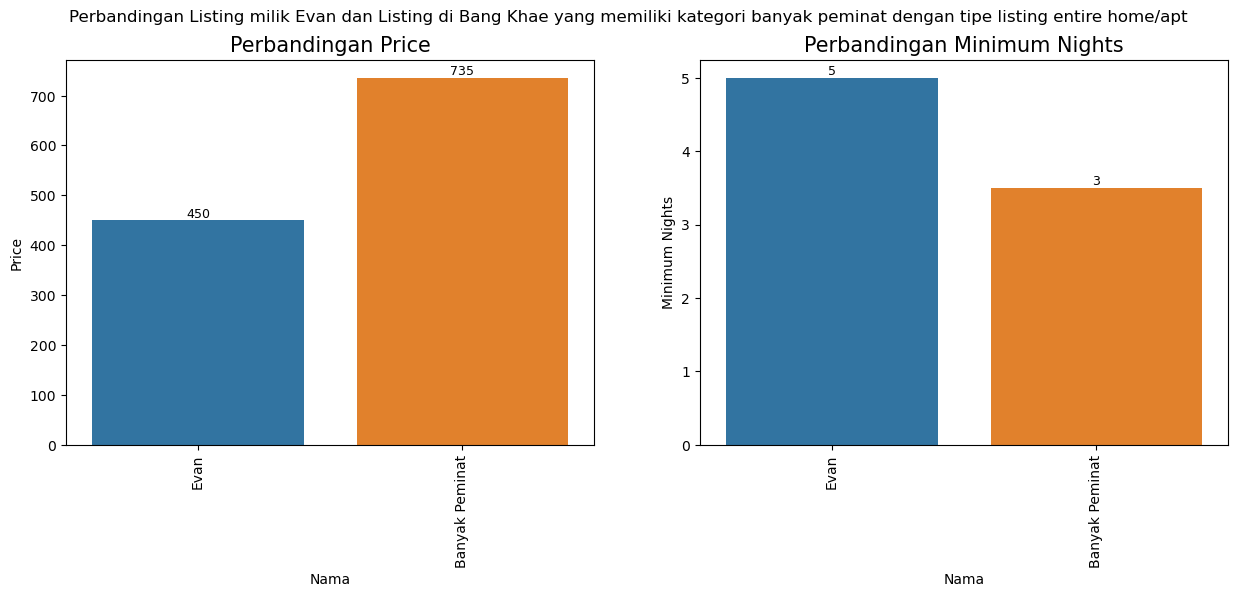 Perbandingan Listing milik Evan dan Listing di Bang Khae yang memiliki kategori banyak peminat dengan tipe listing entire home/apt
Perbandingan Price
735
450
700
600
500
400
300
200
100
0
Price
Evan
Banyak Peminat
Nama
Perbandingan Minimum Nights
5
3
5
4
3
2
1
0
Minimum Nights
Evan
Banyak Peminat
Nama